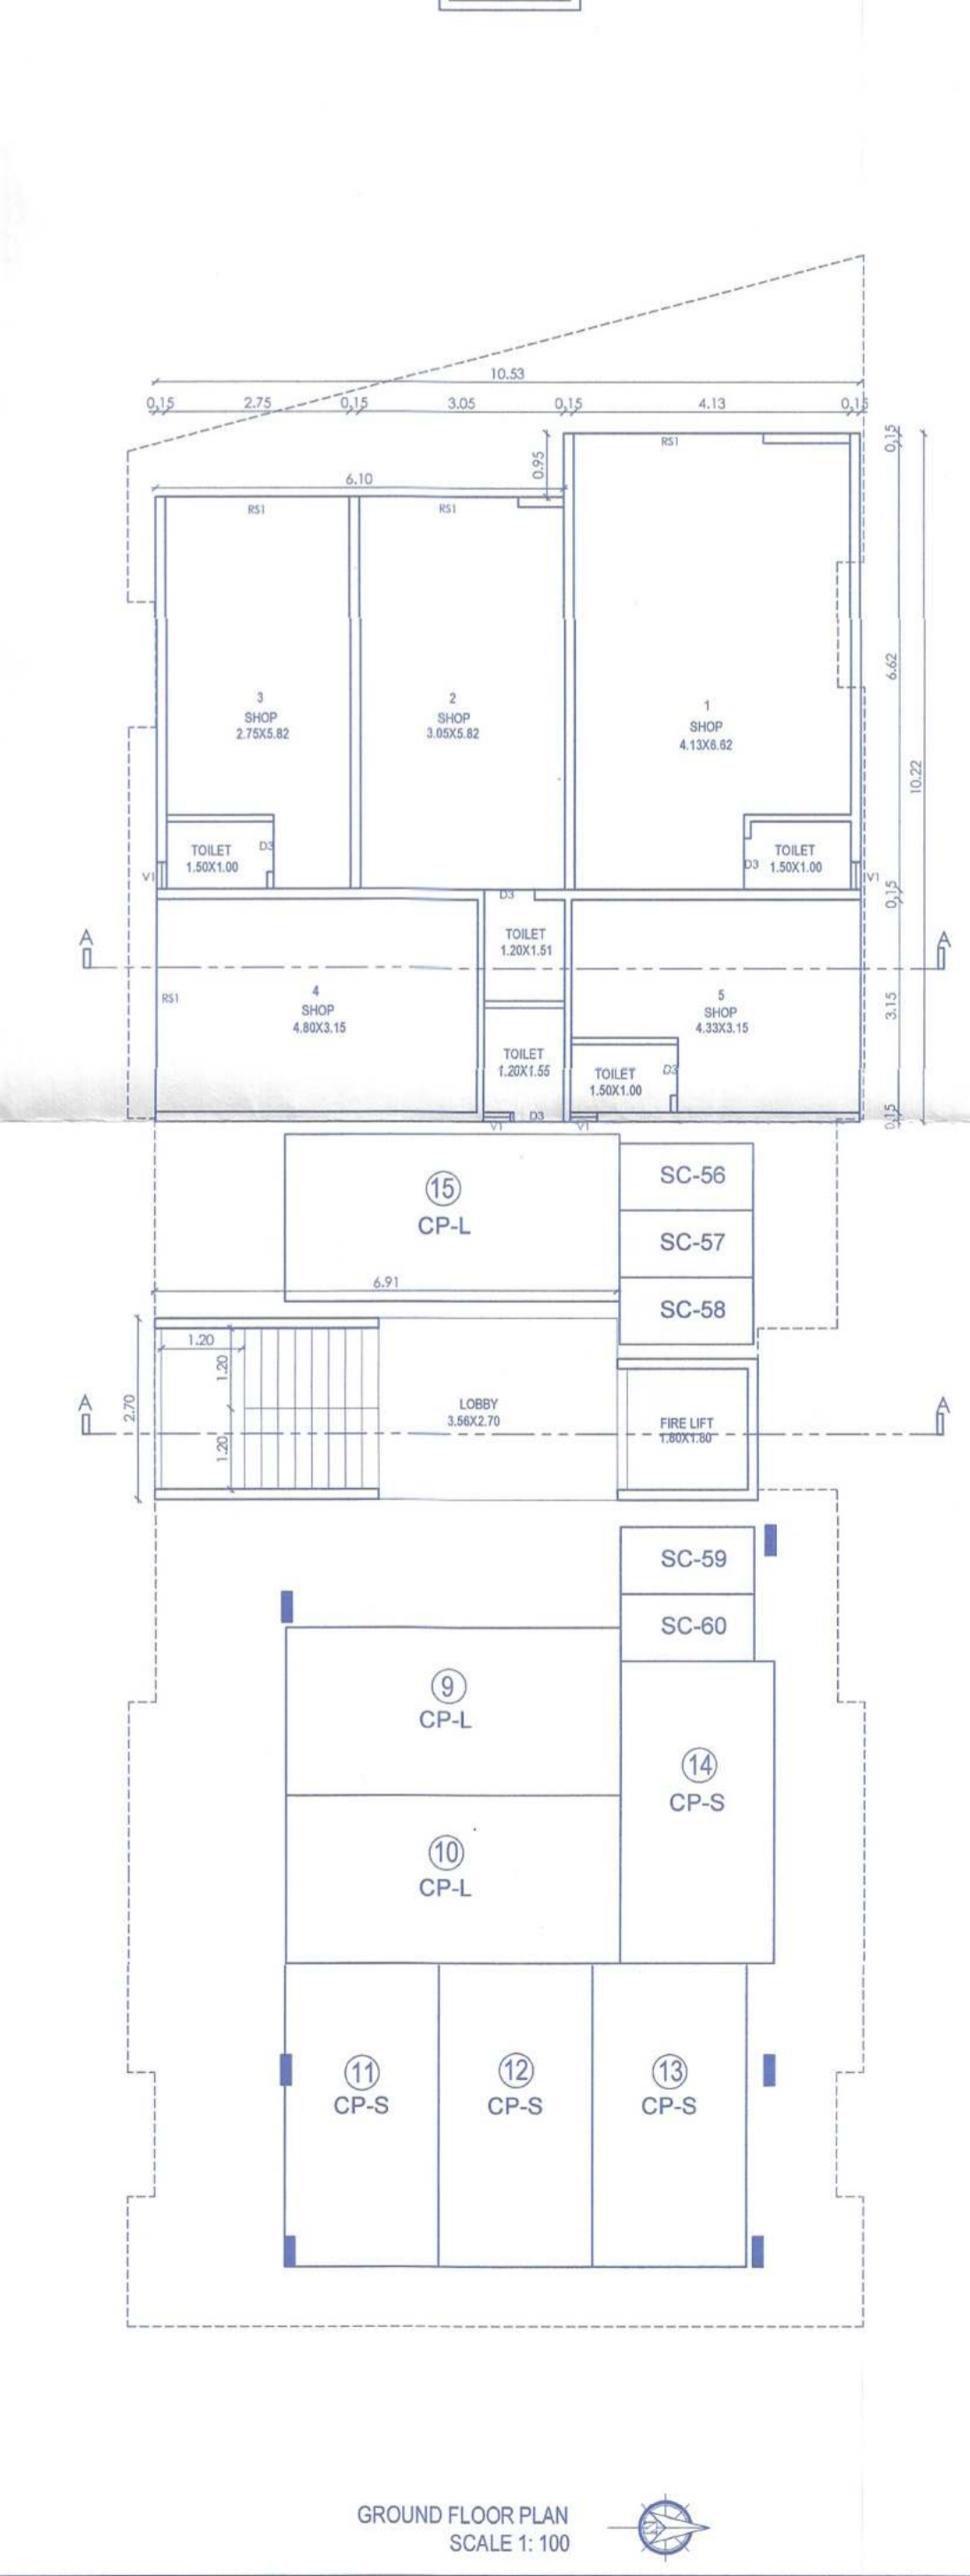 10.53
0.15 2.75 0.15 3.05 0.15 4.13 0.15
6.10
0.95
0.15
RS1
RS1
RS1
6.62
10.22
3
SHOP
2.75X5.82
2
SHOP
3.05X5.82
1
SHOP
4.13X6.62
TOILET
1.50X1.00
D3
V1
TOILET
1.50X1.00
D3
V1
0.15
D3
TOILET
1.20X1.51
A
A
RS1
4
SHOP
4.80X3.15
5
SHOP
4.33X3.15
3.15
TOILET
1.20X1.55
TOILET
1.50X1.00
D3
D3
V1
V1
0.15
15
CP-L
SC-56
SC-57
SC-58
6.91
1.20
1.20
1.20
2.70
A
A
LOBBY
3.56X2.70
FIRE LIFT
1.80X1.80
SC-59
SC-60
9
CP-L
14
CP-S
10
CP-L
11
CP-S
12
CP-S
13
CP-S
GROUND FLOOR PLAN
SCALE 1: 100